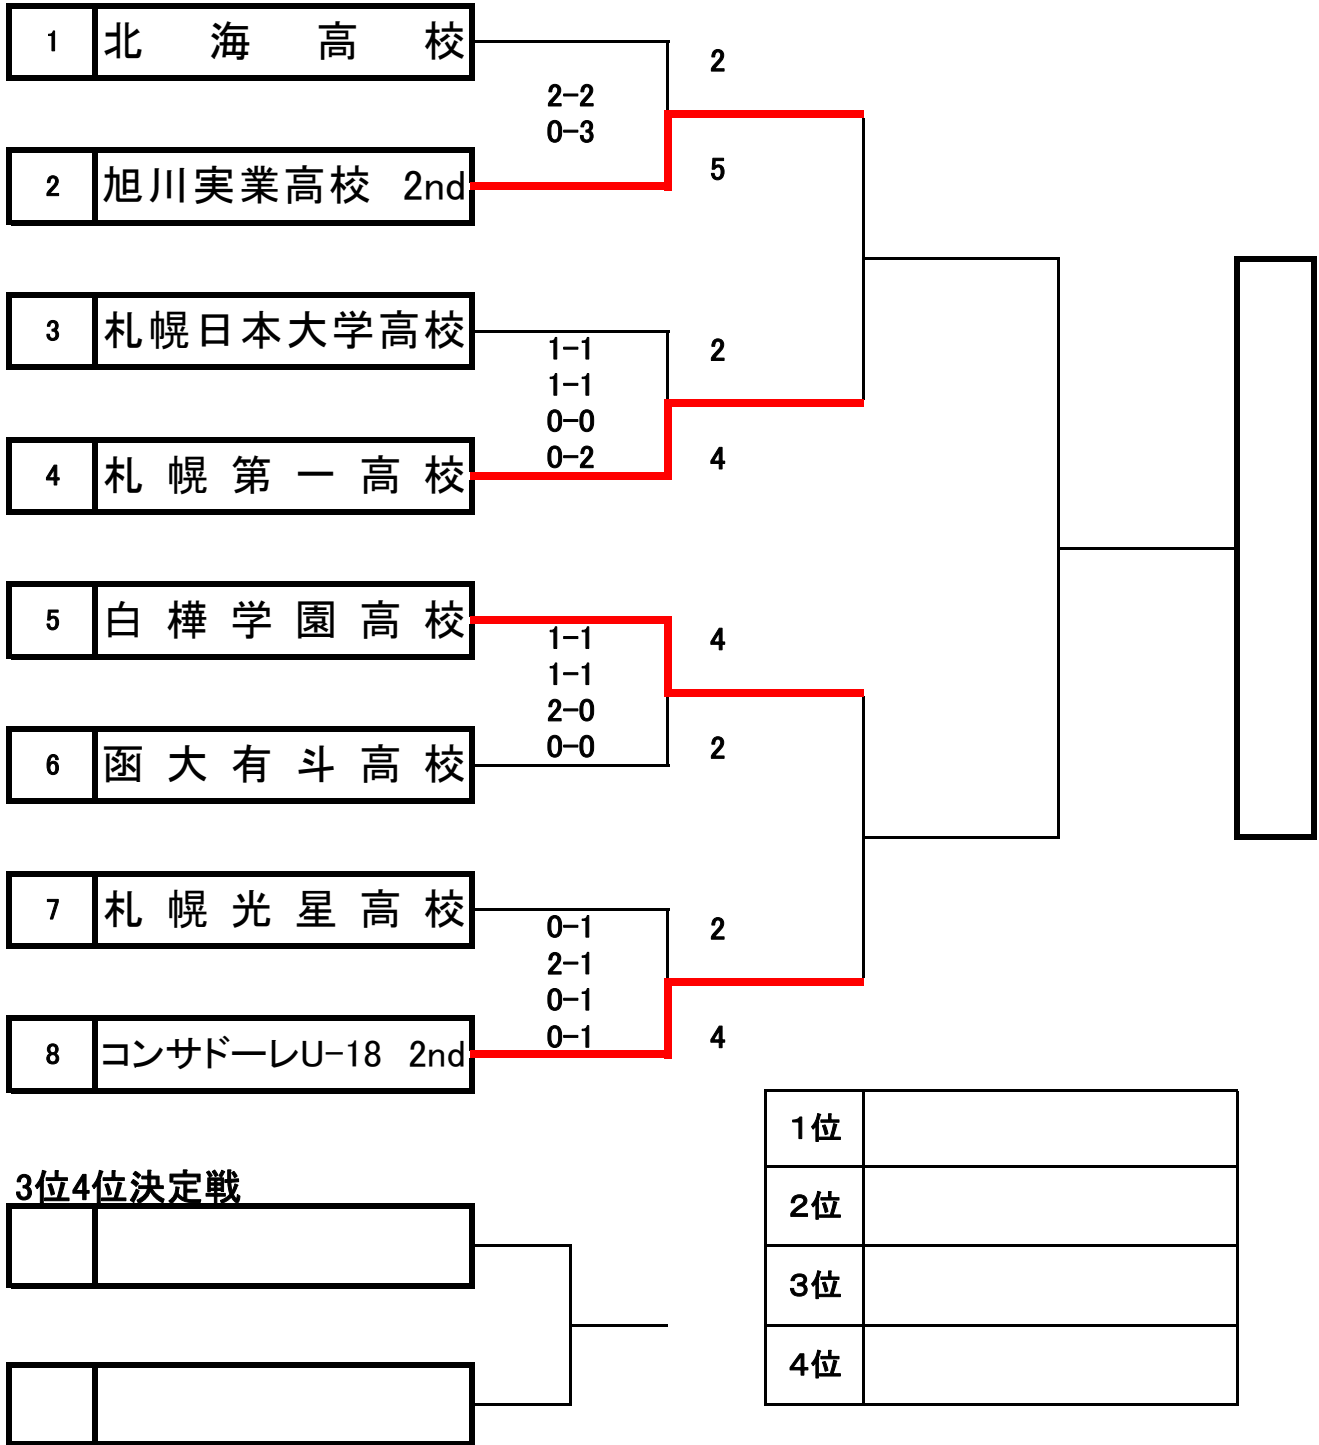 1 北海高校
2
2-2
0-3
5
2 旭川実業高校 2nd
3 札幌日本大学高校
1-1
2
1-1
0-0
0-2
4
4 札幌第一高校
5 白樺学園高校
1-1
4
1-1
2-0
0-0
2
6 函大有斗高校
7 札幌光星高校
0-1
2
2-1
0-1
0-1
4
8 コンサドーレU-18 2nd
1位
2位
3位
4位
3位4位決定戦